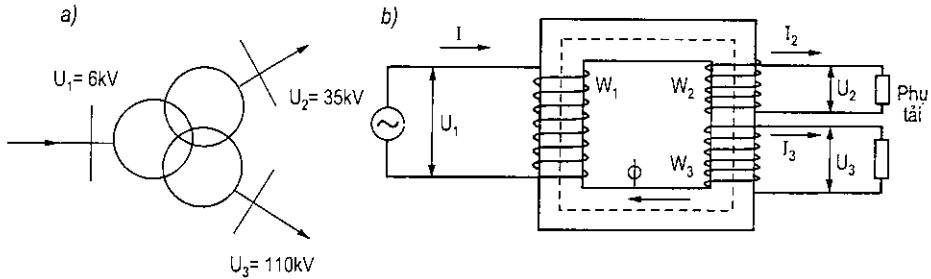 a)
U₁ = 6kV
U₂ = 35kV
U₃ = 110kV
b)
I
U₁
W₁
W₂
W₃
ϕ
I₂
U₂
I₃
U₃
Phụ
tải